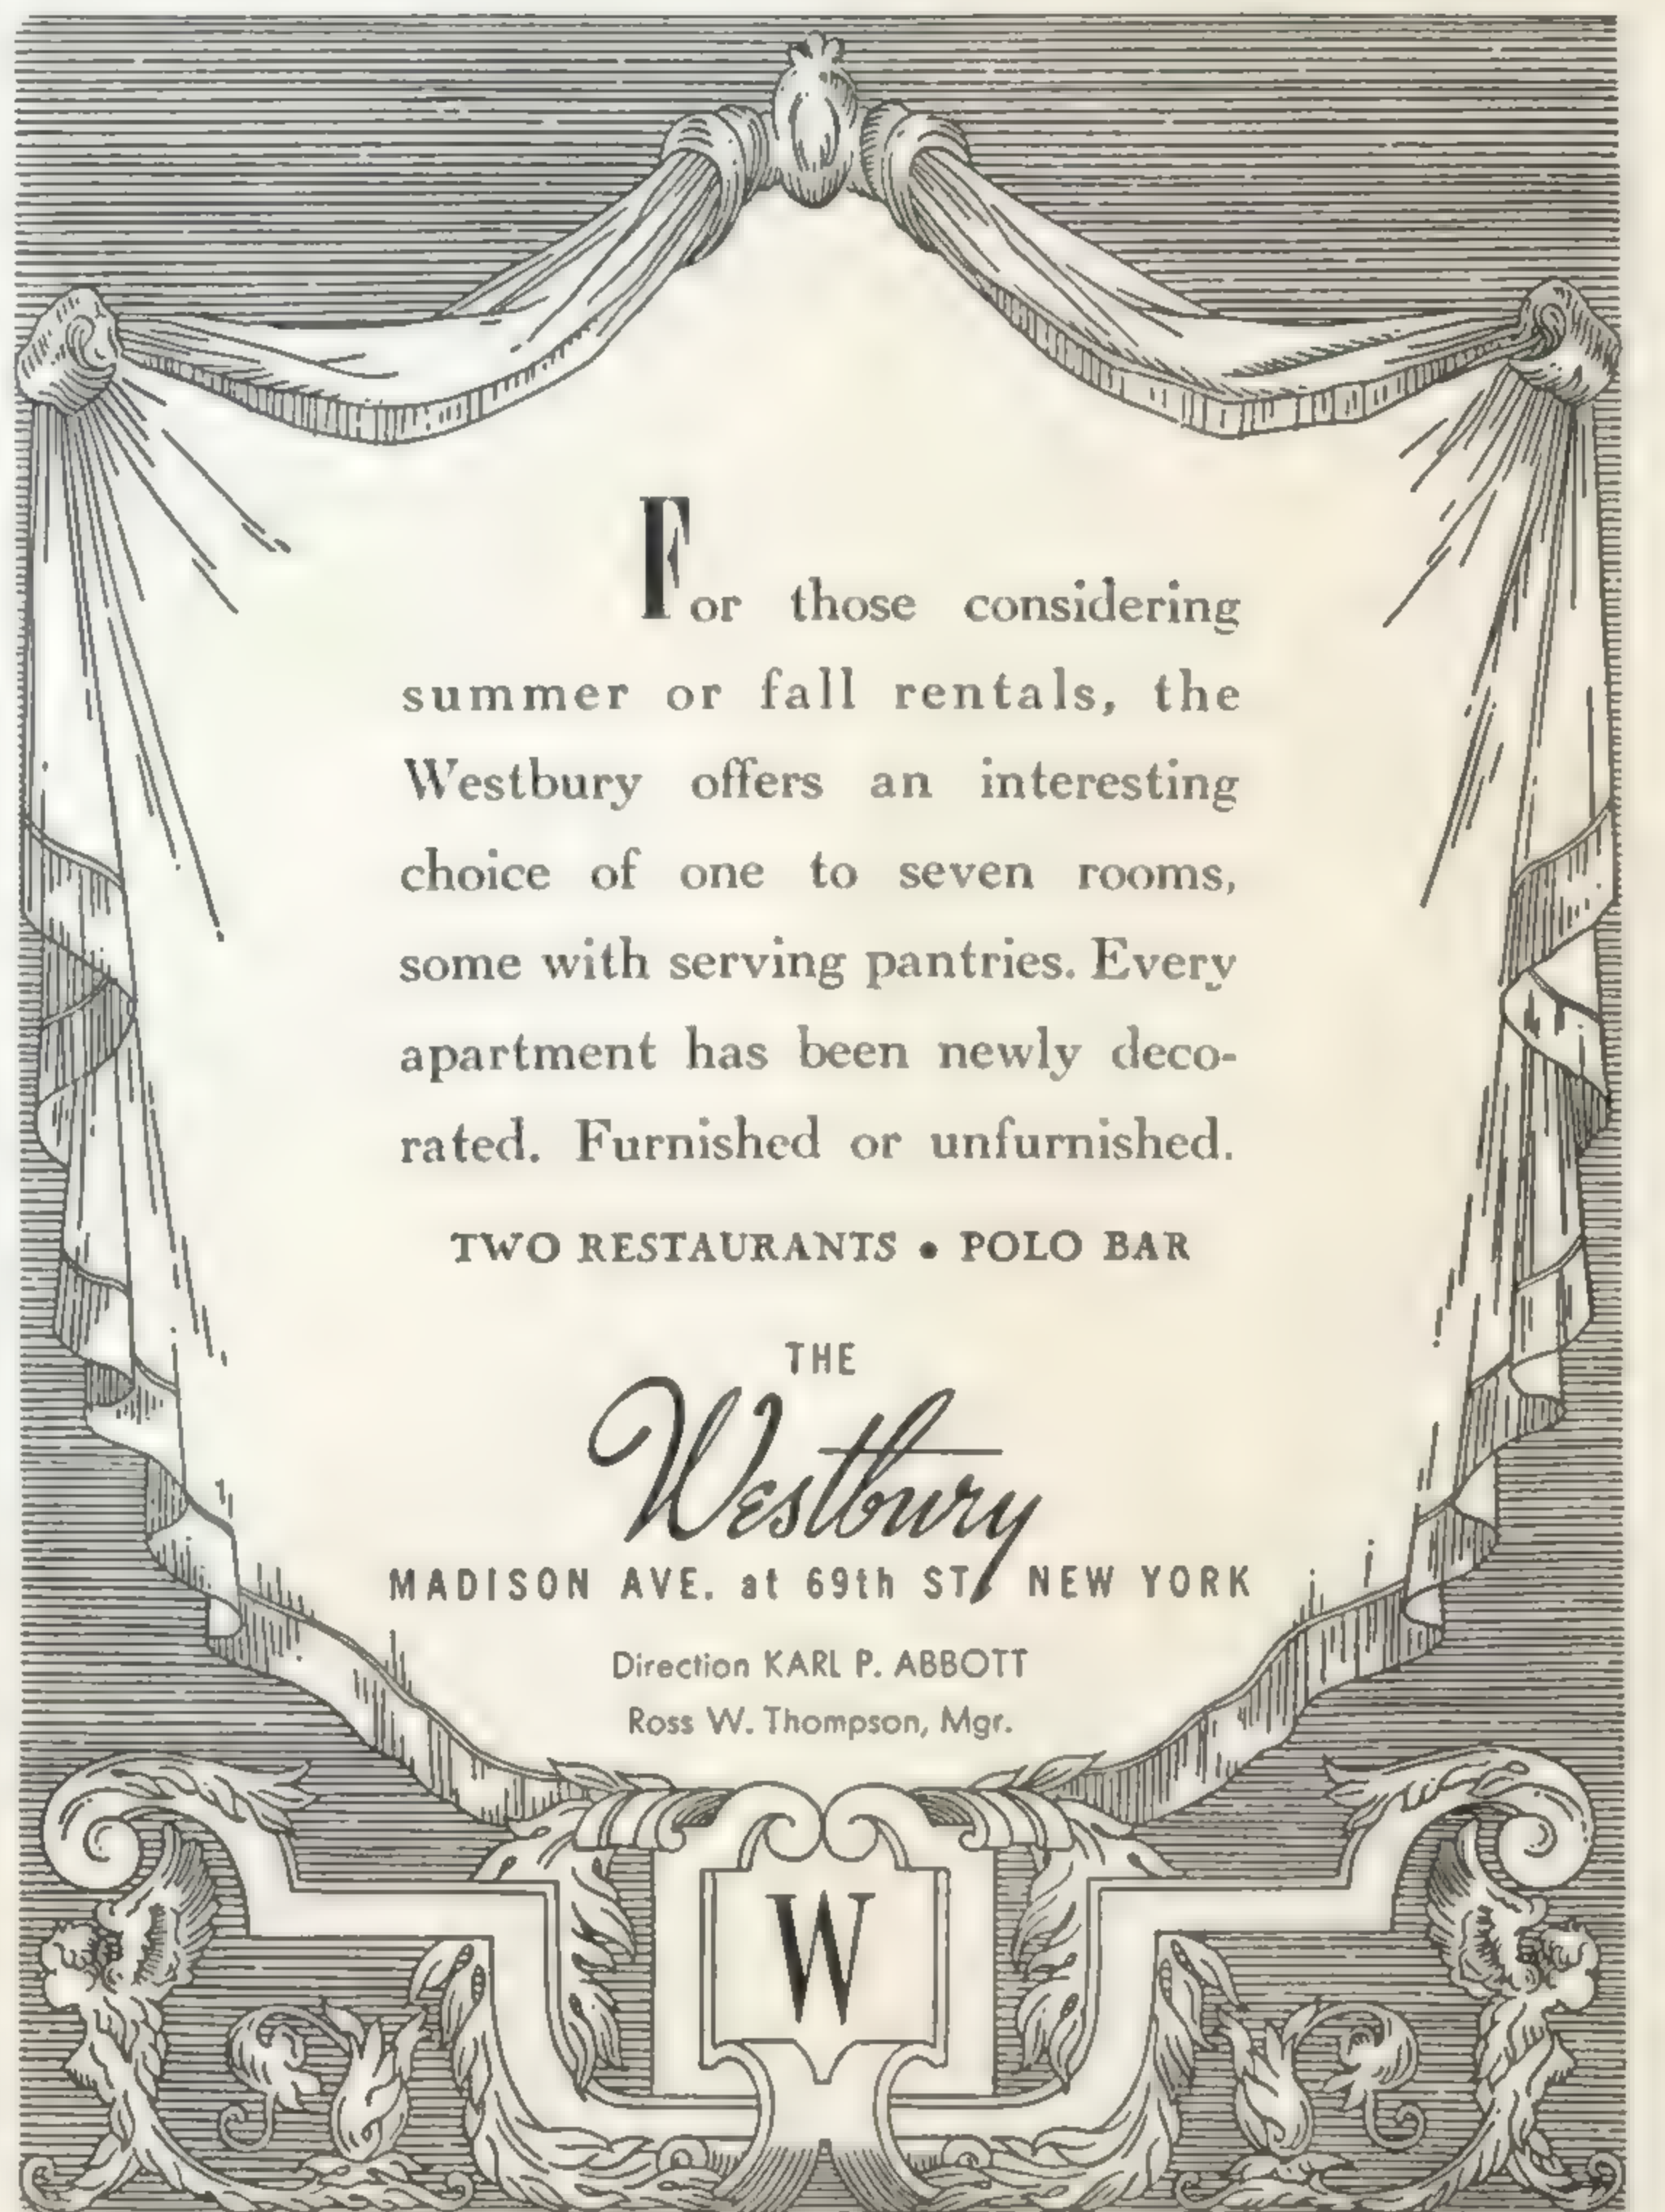 For those considering
summer or fall rentals, the
Westbury offers an interesting
choice of one to seven rooms,
some with serving pantries. Every
apartment has been newly deco-
rated. Furnished or unfurnished.
TWO RESTAURANTS • POLO BAR
THE
Westbury
MADISON AVE. at 69th ST. NEW YORK
Direction KARL P. ABBOTT
Ross W. Thompson, Mgr.
W